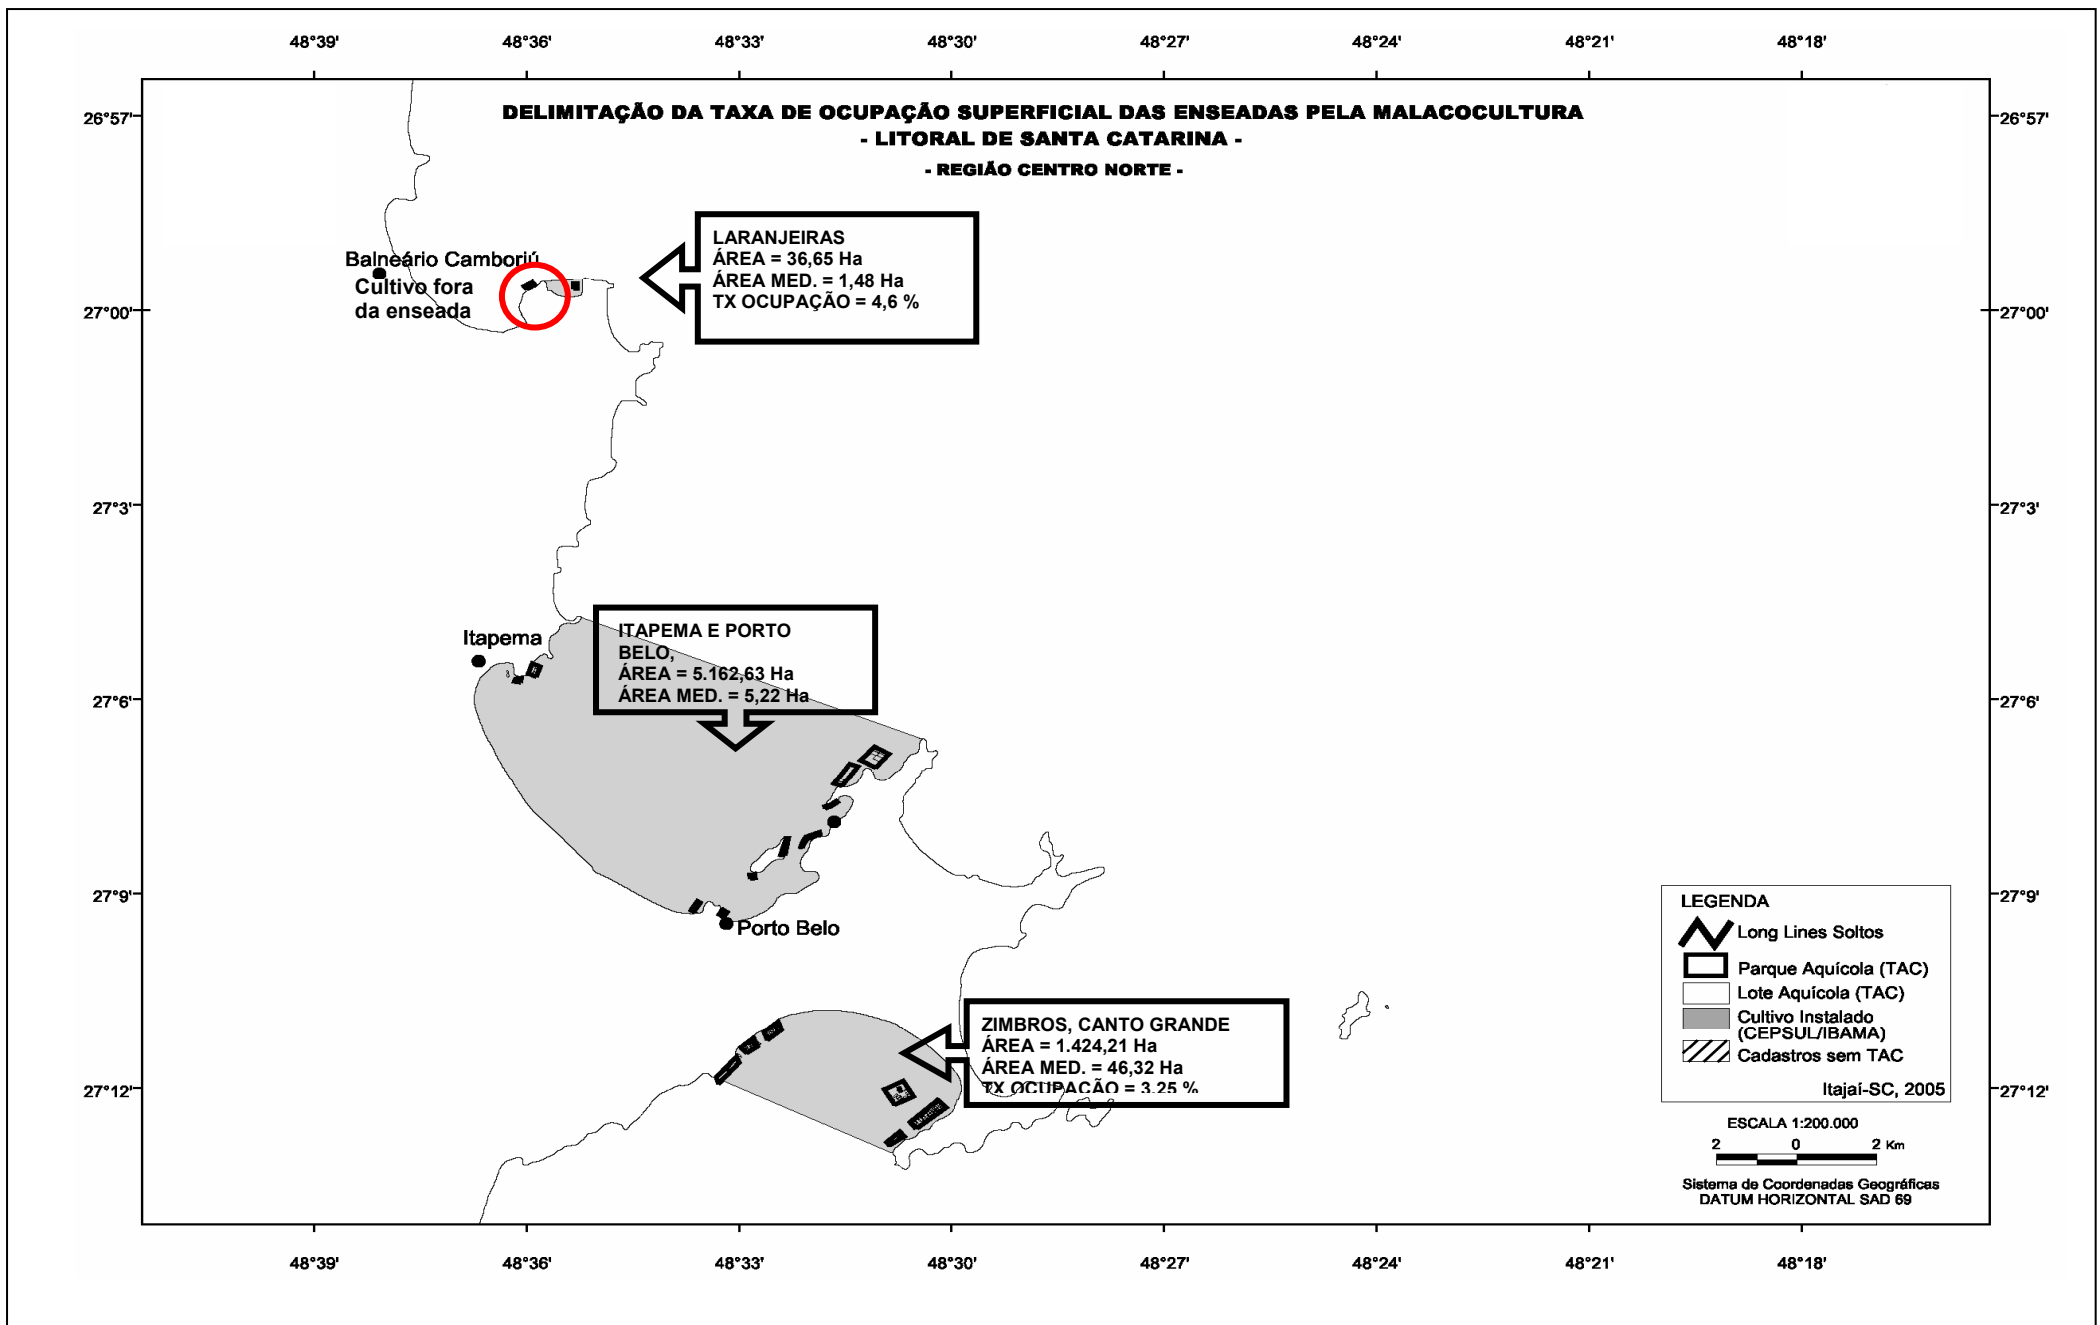 48°39' 48°36' 48°33' 48°30' 48°27' 48°24' 48°21' 48°18'
DELIMITAÇÃO DA TAXA DE OCUPAÇÃO SUPERFICIAL DAS ENSEADAS PELA MALACOCULTURA
- LITORAL DE SANTA CATARINA -
- REGIÃO CENTRO NORTE -
26°57' 26°57'
LARANJEIRAS
ÁREA = 36,65 Ha
ÁREA MED. = 1,48 Ha
TX OCUPAÇÃO = 4,6 %
Balneário Camboriú
Cultivo fora
da enseada
27°00' 27°00'
27°3' 27°3'
ITAPEMA E PORTO
BELO,
ÁREA = 5.162,63 Ha
ÁREA MED. = 5,22 Ha
Itapema
27°6' 27°6'
27°9' 27°9'
Porto Belo
LEGENDA
Long Lines Soltos
Parque Aquícola (TAC)
Lote Aquícola (TAC)
Cultivo Instalado
(CEPSUL/IBAMA)
Cadastros sem TAC
Itajaí-SC, 2005
ZIMBROS, CANTO GRANDE
ÁREA = 1.424,21 Ha
ÁREA MED. = 46,32 Ha
TX OCUPAÇÃO = 3,25 %
27°12' 27°12'
ESCALA 1:200.000
2 0 2 Km
Sistema de Coordenadas Geográficas
DATUM HORIZONTAL SAD 69
48°39' 48°36' 48°33' 48°30' 48°27' 48°24' 48°21' 48°18'